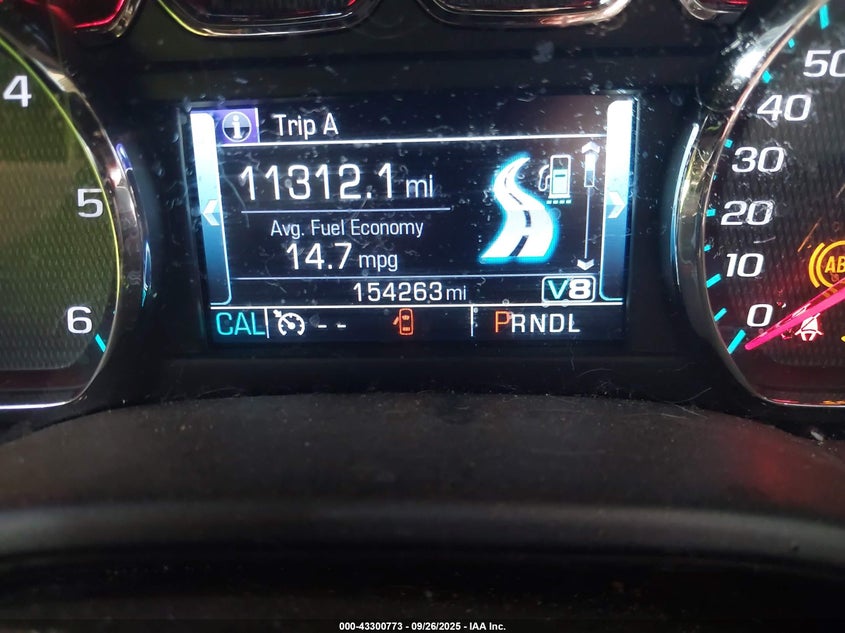 4
5
6
Trip A
11312.1 mi
Avg. Fuel Economy
14.7 mpg
154263 mi V8
CAL -- PRNDL
50
40
30
20
10
0
000-43300773 - 09/26/2025 - IAA Inc.